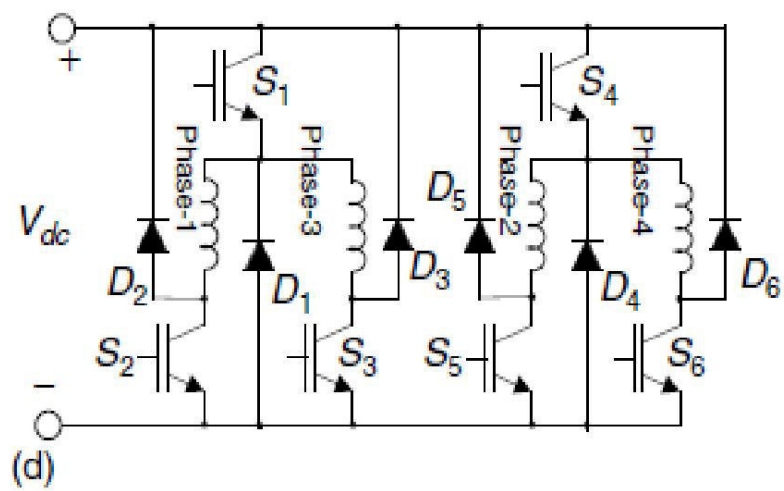 +
S1
S4
Phase-1
Phase-3
Phase-2
Phase-4
Vdc
D5
D2
D1
D3
D4
D6
S2
S3
S5
S6
−
(d)